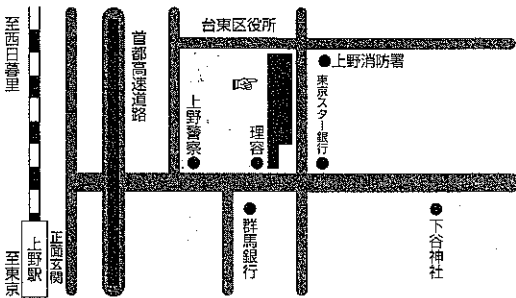 至西日暮里
首都高速道路
台東区役所
上野消防署
上野警察
理容
東京スター銀行
上野駅
正面玄関
至東京
群馬銀行
下谷神社